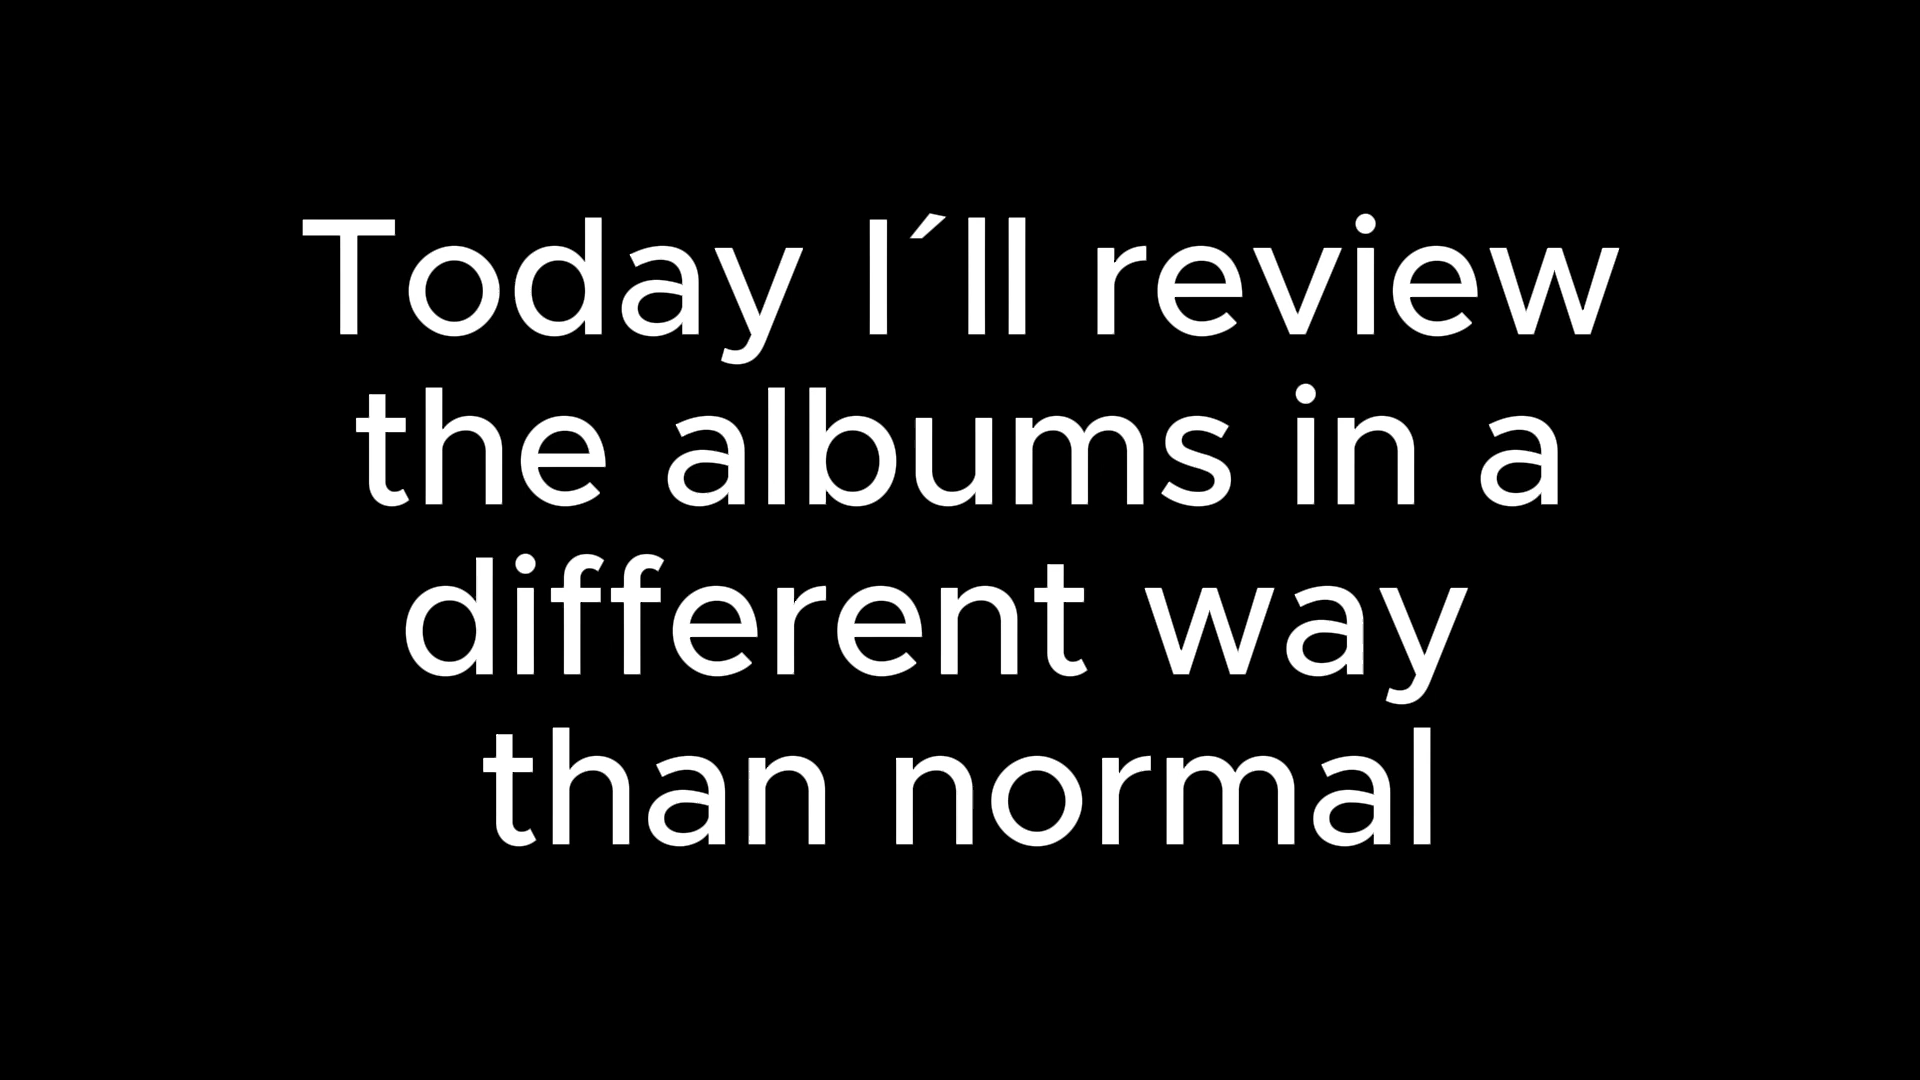 Today I´ll review
the albums in a
different way
than normal